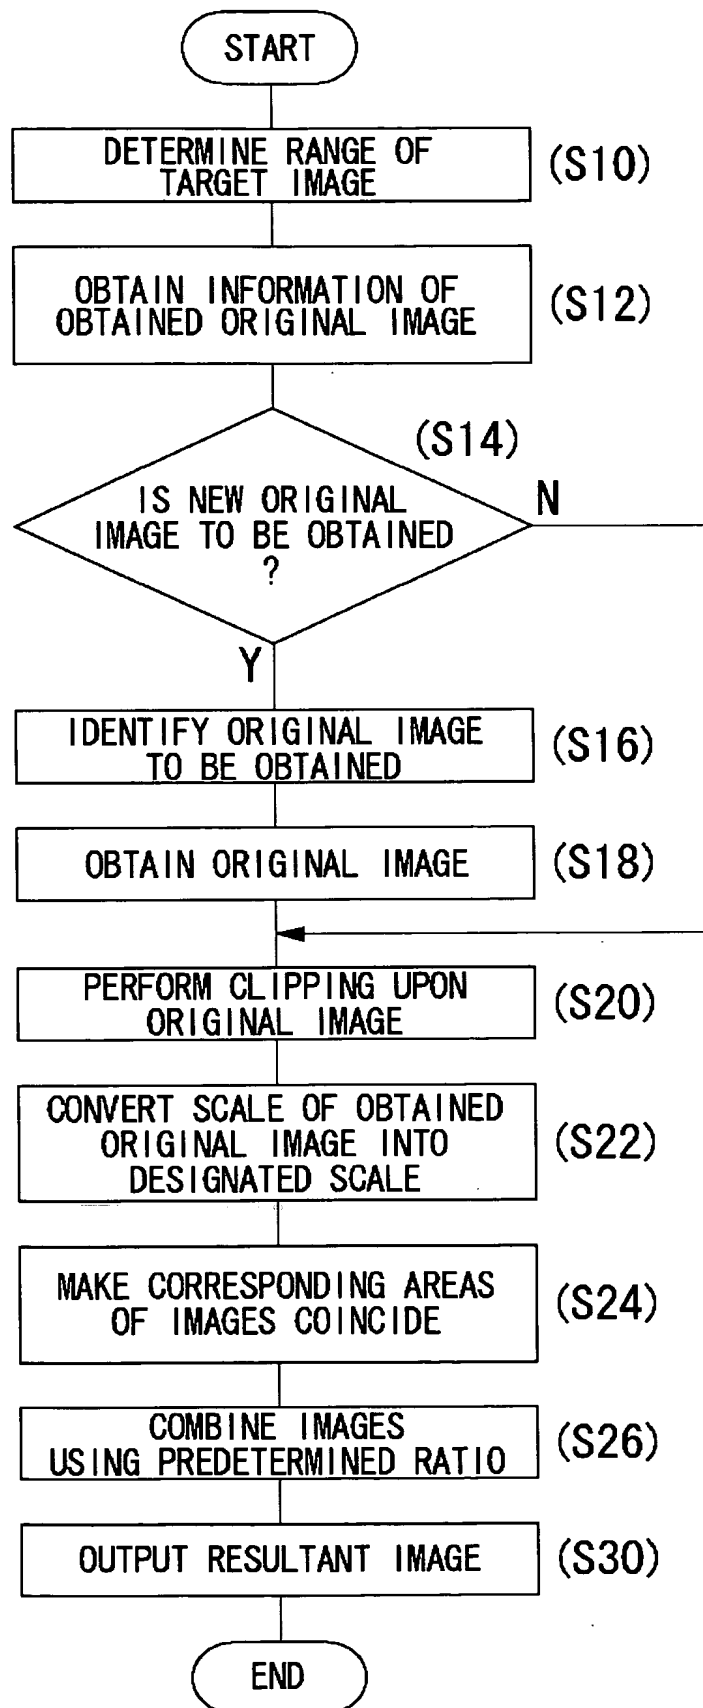 START
DETERMINE RANGE OF
TARGET IMAGE
(S10)
OBTAIN INFORMATION OF
OBTAINED ORIGINAL IMAGE
(S12)
(S14)
IS NEW ORIGINAL
IMAGE TO BE OBTAINED
?
N
Y
IDENTIFY ORIGINAL IMAGE
TO BE OBTAINED
(S16)
OBTAIN ORIGINAL IMAGE
(S18)
PERFORM CLIPPING UPON
ORIGINAL IMAGE
(S20)
CONVERT SCALE OF OBTAINED
ORIGINAL IMAGE INTO
DESIGNATED SCALE
(S22)
MAKE CORRESPONDING AREAS
OF IMAGES COINCIDE
(S24)
COMBINE IMAGES
USING PREDETERMINED RATIO
(S26)
OUTPUT RESULTANT IMAGE
(S30)
END